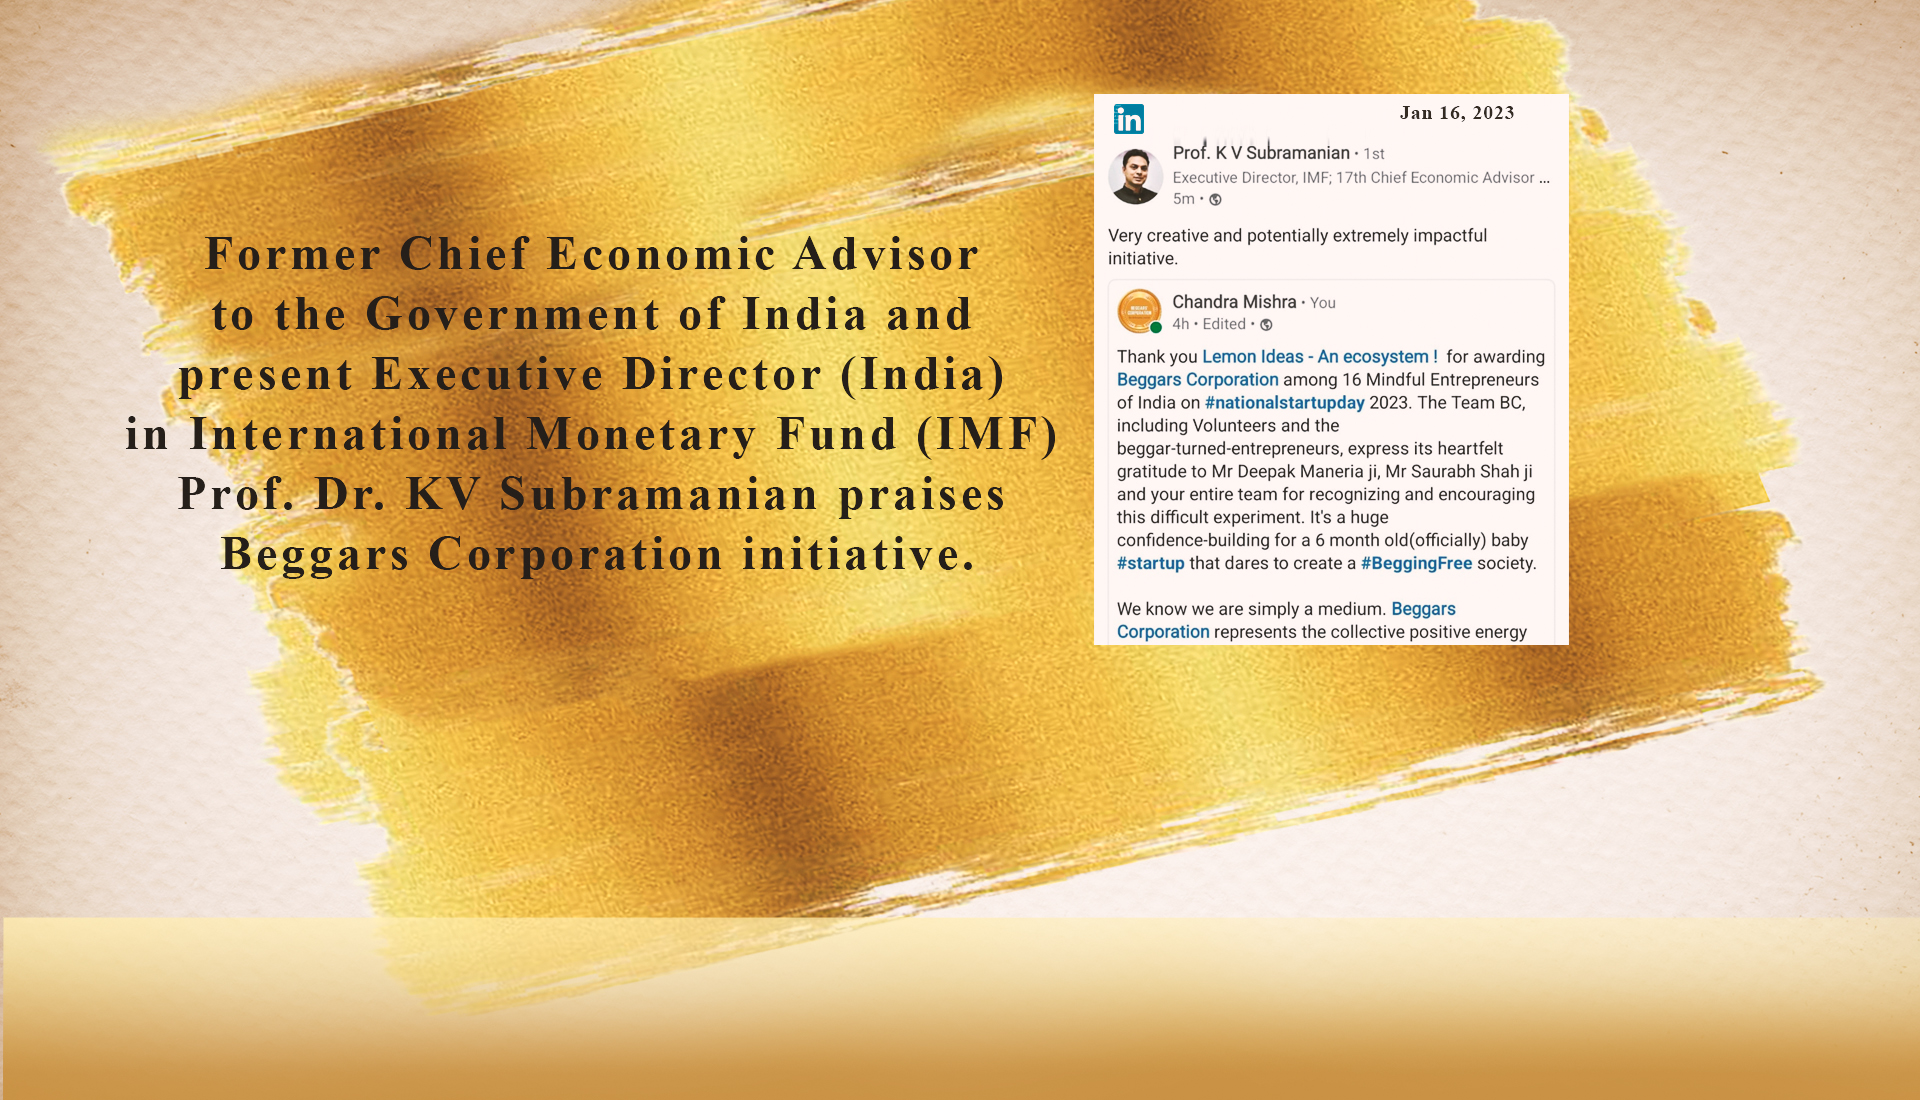 Former Chief Economic Advisor
to the Government of India and
present Executive Director (India)
in International Monetary Fund (IMF)
Prof. Dr. KV Subramanian praises
Beggars Corporation initiative.
in
Jan 16, 2023
Prof. K V Subramanian • 1st
Executive Director, IMF; 17th Chief Economic Advisor ...
5m •
Very creative and potentially extremely impactful
initiative.
Chandra Mishra • You
4h • Edited •
Thank you Lemon Ideas - An ecosystem ! for awarding
Beggars Corporation among 16 Mindful Entrepreneurs
of India on #nationalstartupday 2023. The Team BC,
including Volunteers and the
beggar-turned-entrepreneurs, express its heartfelt
gratitude to Mr Deepak Maneria ji, Mr Saurabh Shah ji
and your entire team for recognizing and encouraging
this difficult experiment. It's a huge
confidence-building for a 6 month old(officially) baby
#startup that dares to create a #BeggingFree society.
We know we are simply a medium. Beggars
Corporation represents the collective positive energy